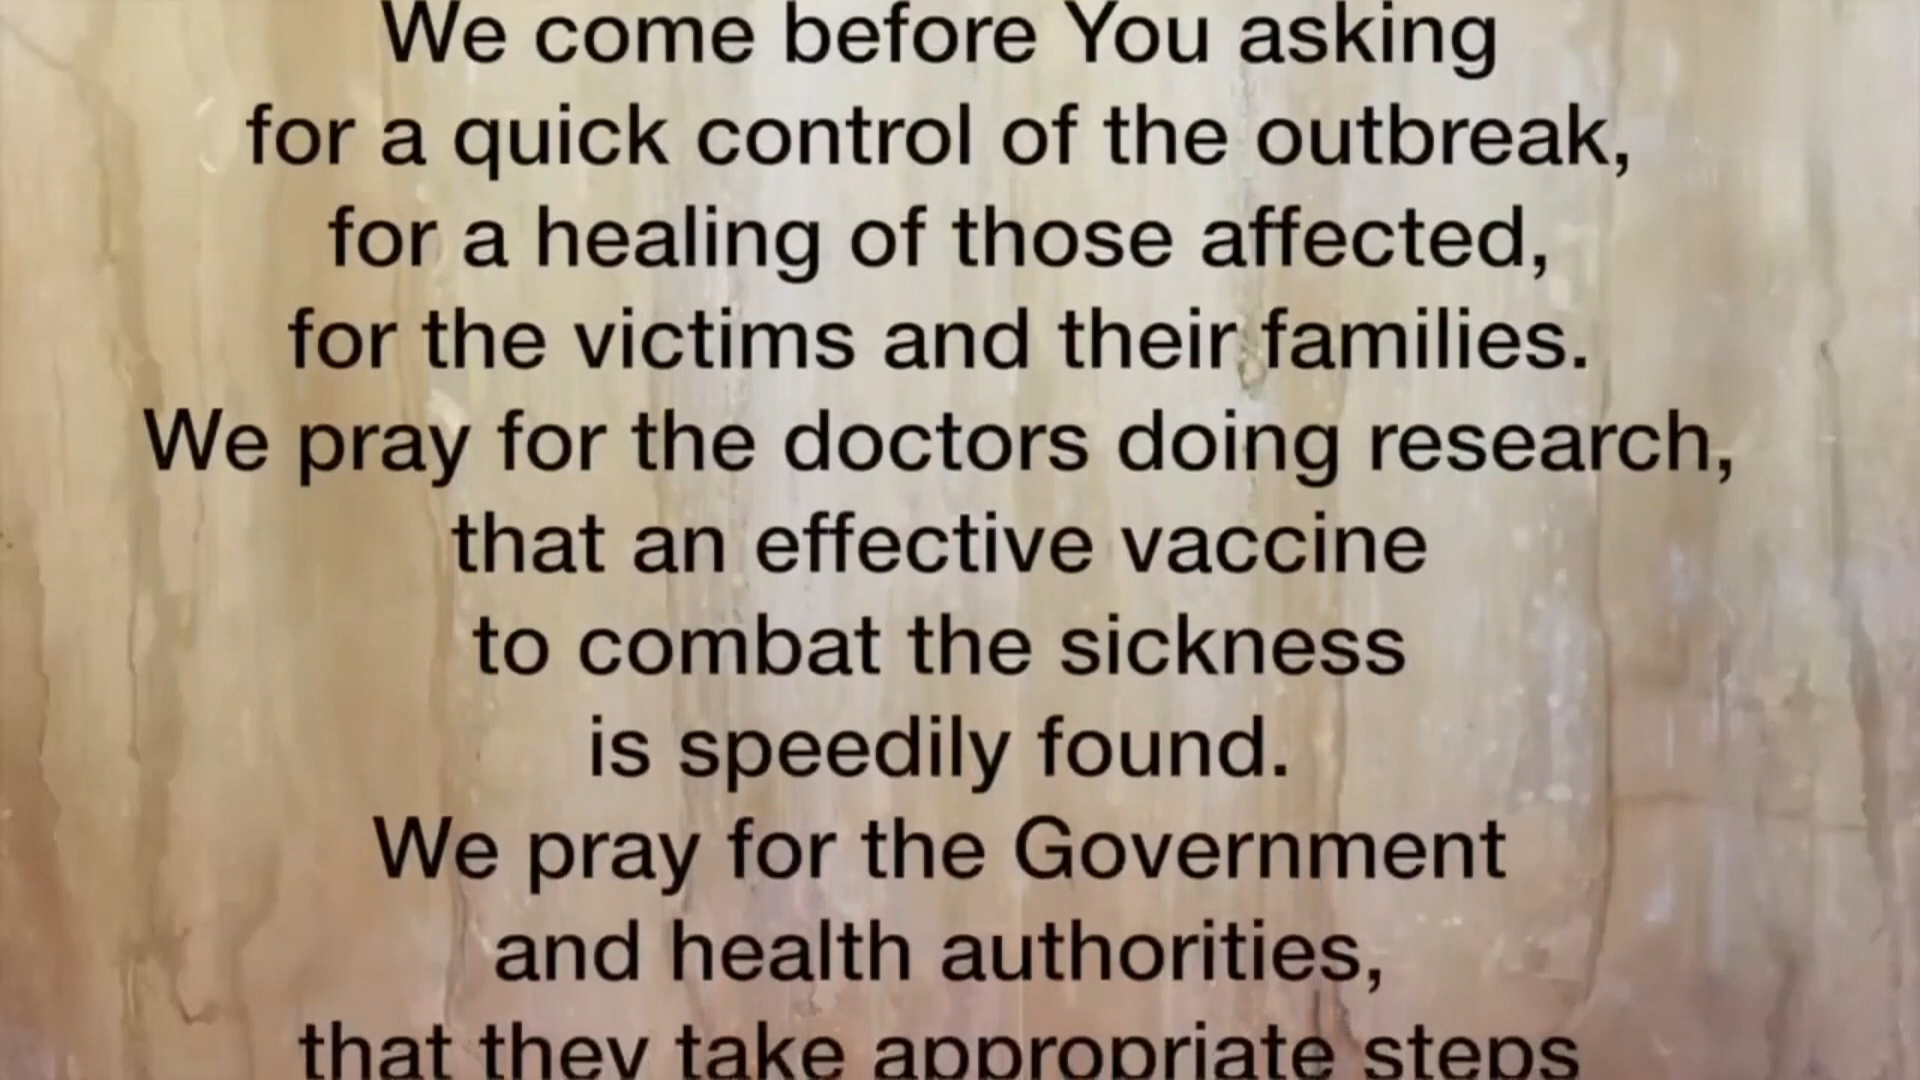 We come before You asking
for a quick control of the outbreak,
for a healing of those affected,
for the victims and their families.
We pray for the doctors doing research,
that an effective vaccine
to combat the sickness
is speedily found.
We pray for the Government
and health authorities,
that they take appropriate steps